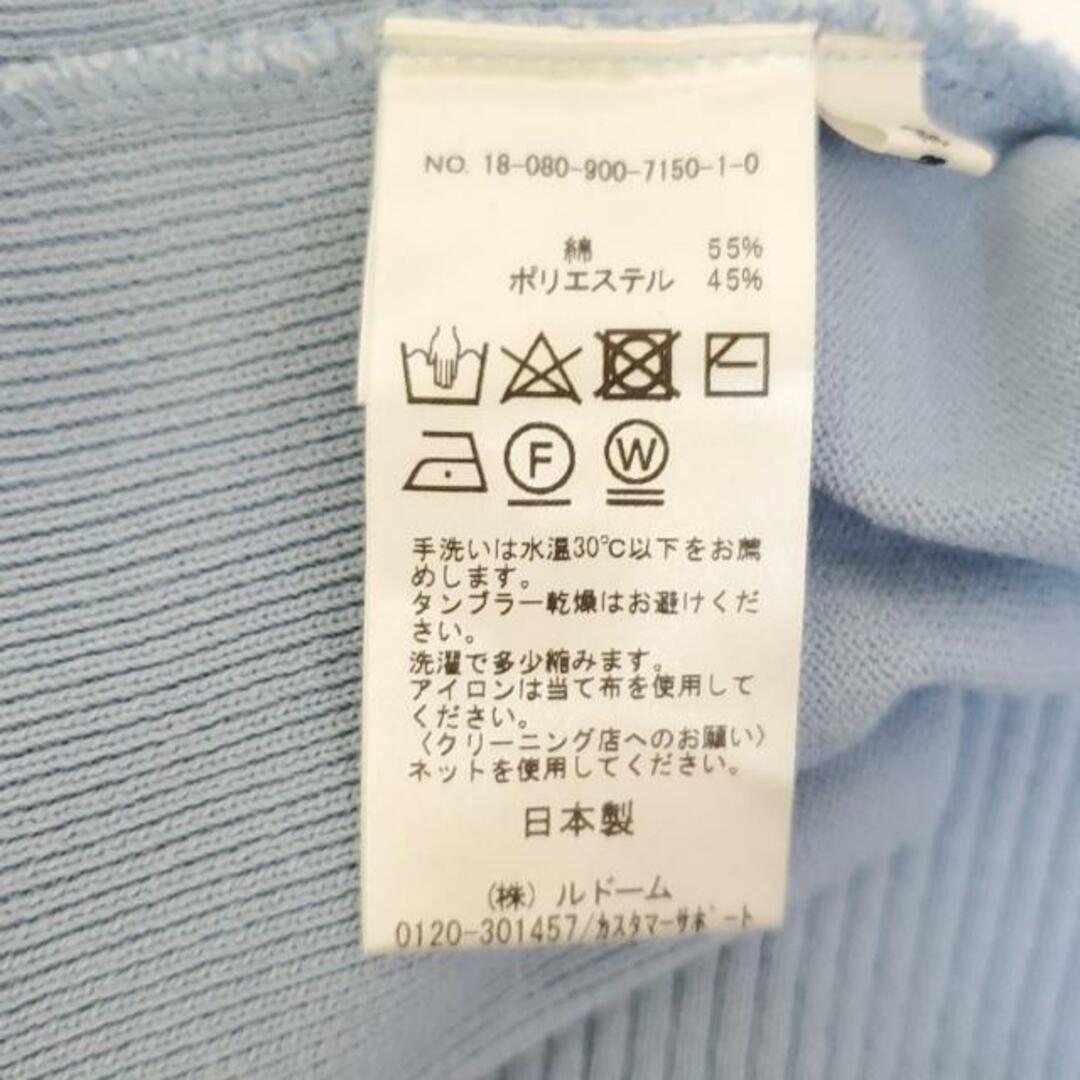 NO. 18-080-900-7150-1-0
綿 55%
ポリエステル 45%
F
W
手洗いは水温30℃以下をお薦
めします。
タンブラー乾燥はお避けくだ
さい。
洗濯で多少縮みます。
アイロンは当て布を使用して
ください。
〈クリーニング店へのお願い〉
ネットを使用してください。
日本製
(株) ルドーム
0120-301457/ｶｽﾀﾏｰｻﾎﾟｰﾄ